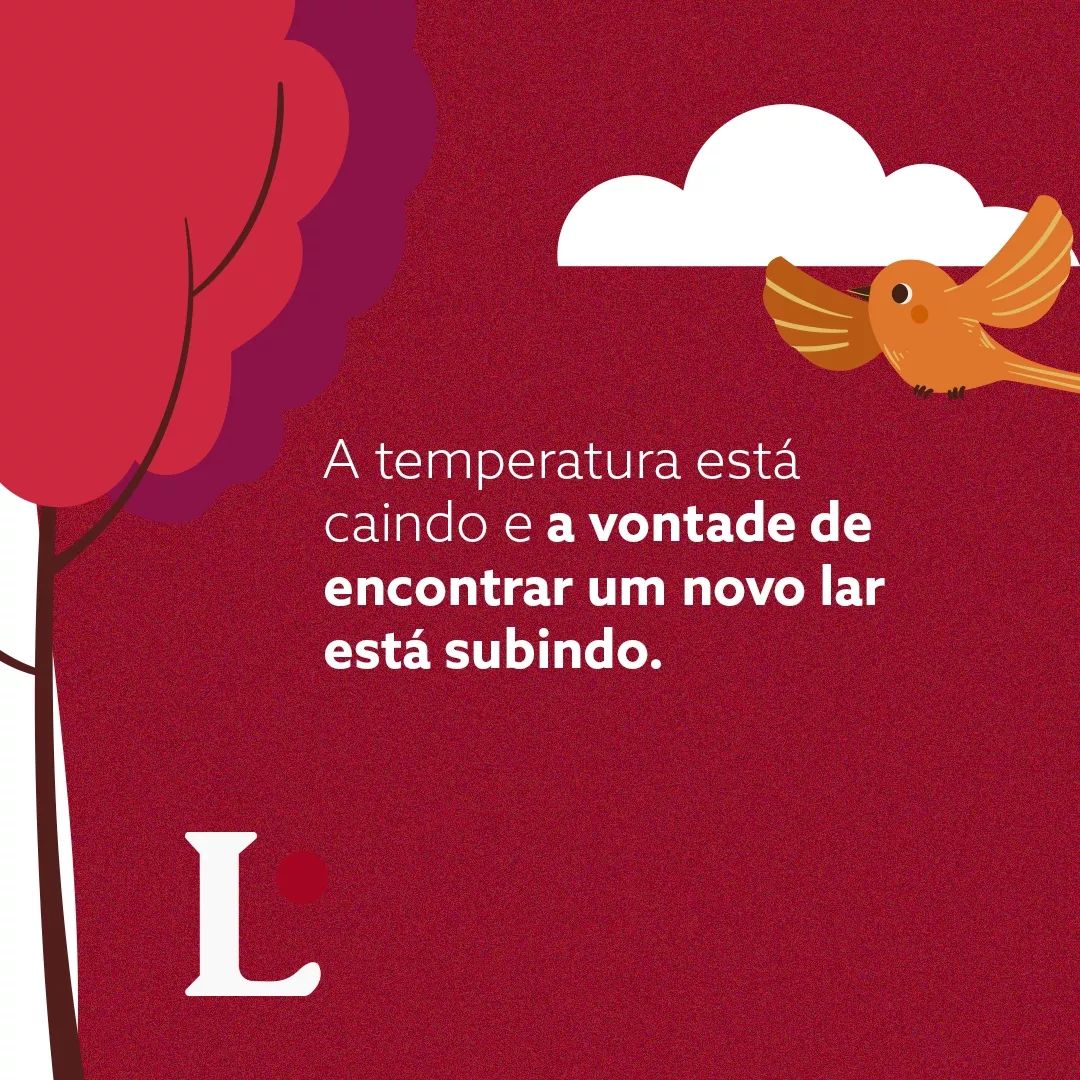 A temperatura está
caindo e a vontade de
encontrar um novo lar
está subindo.
L